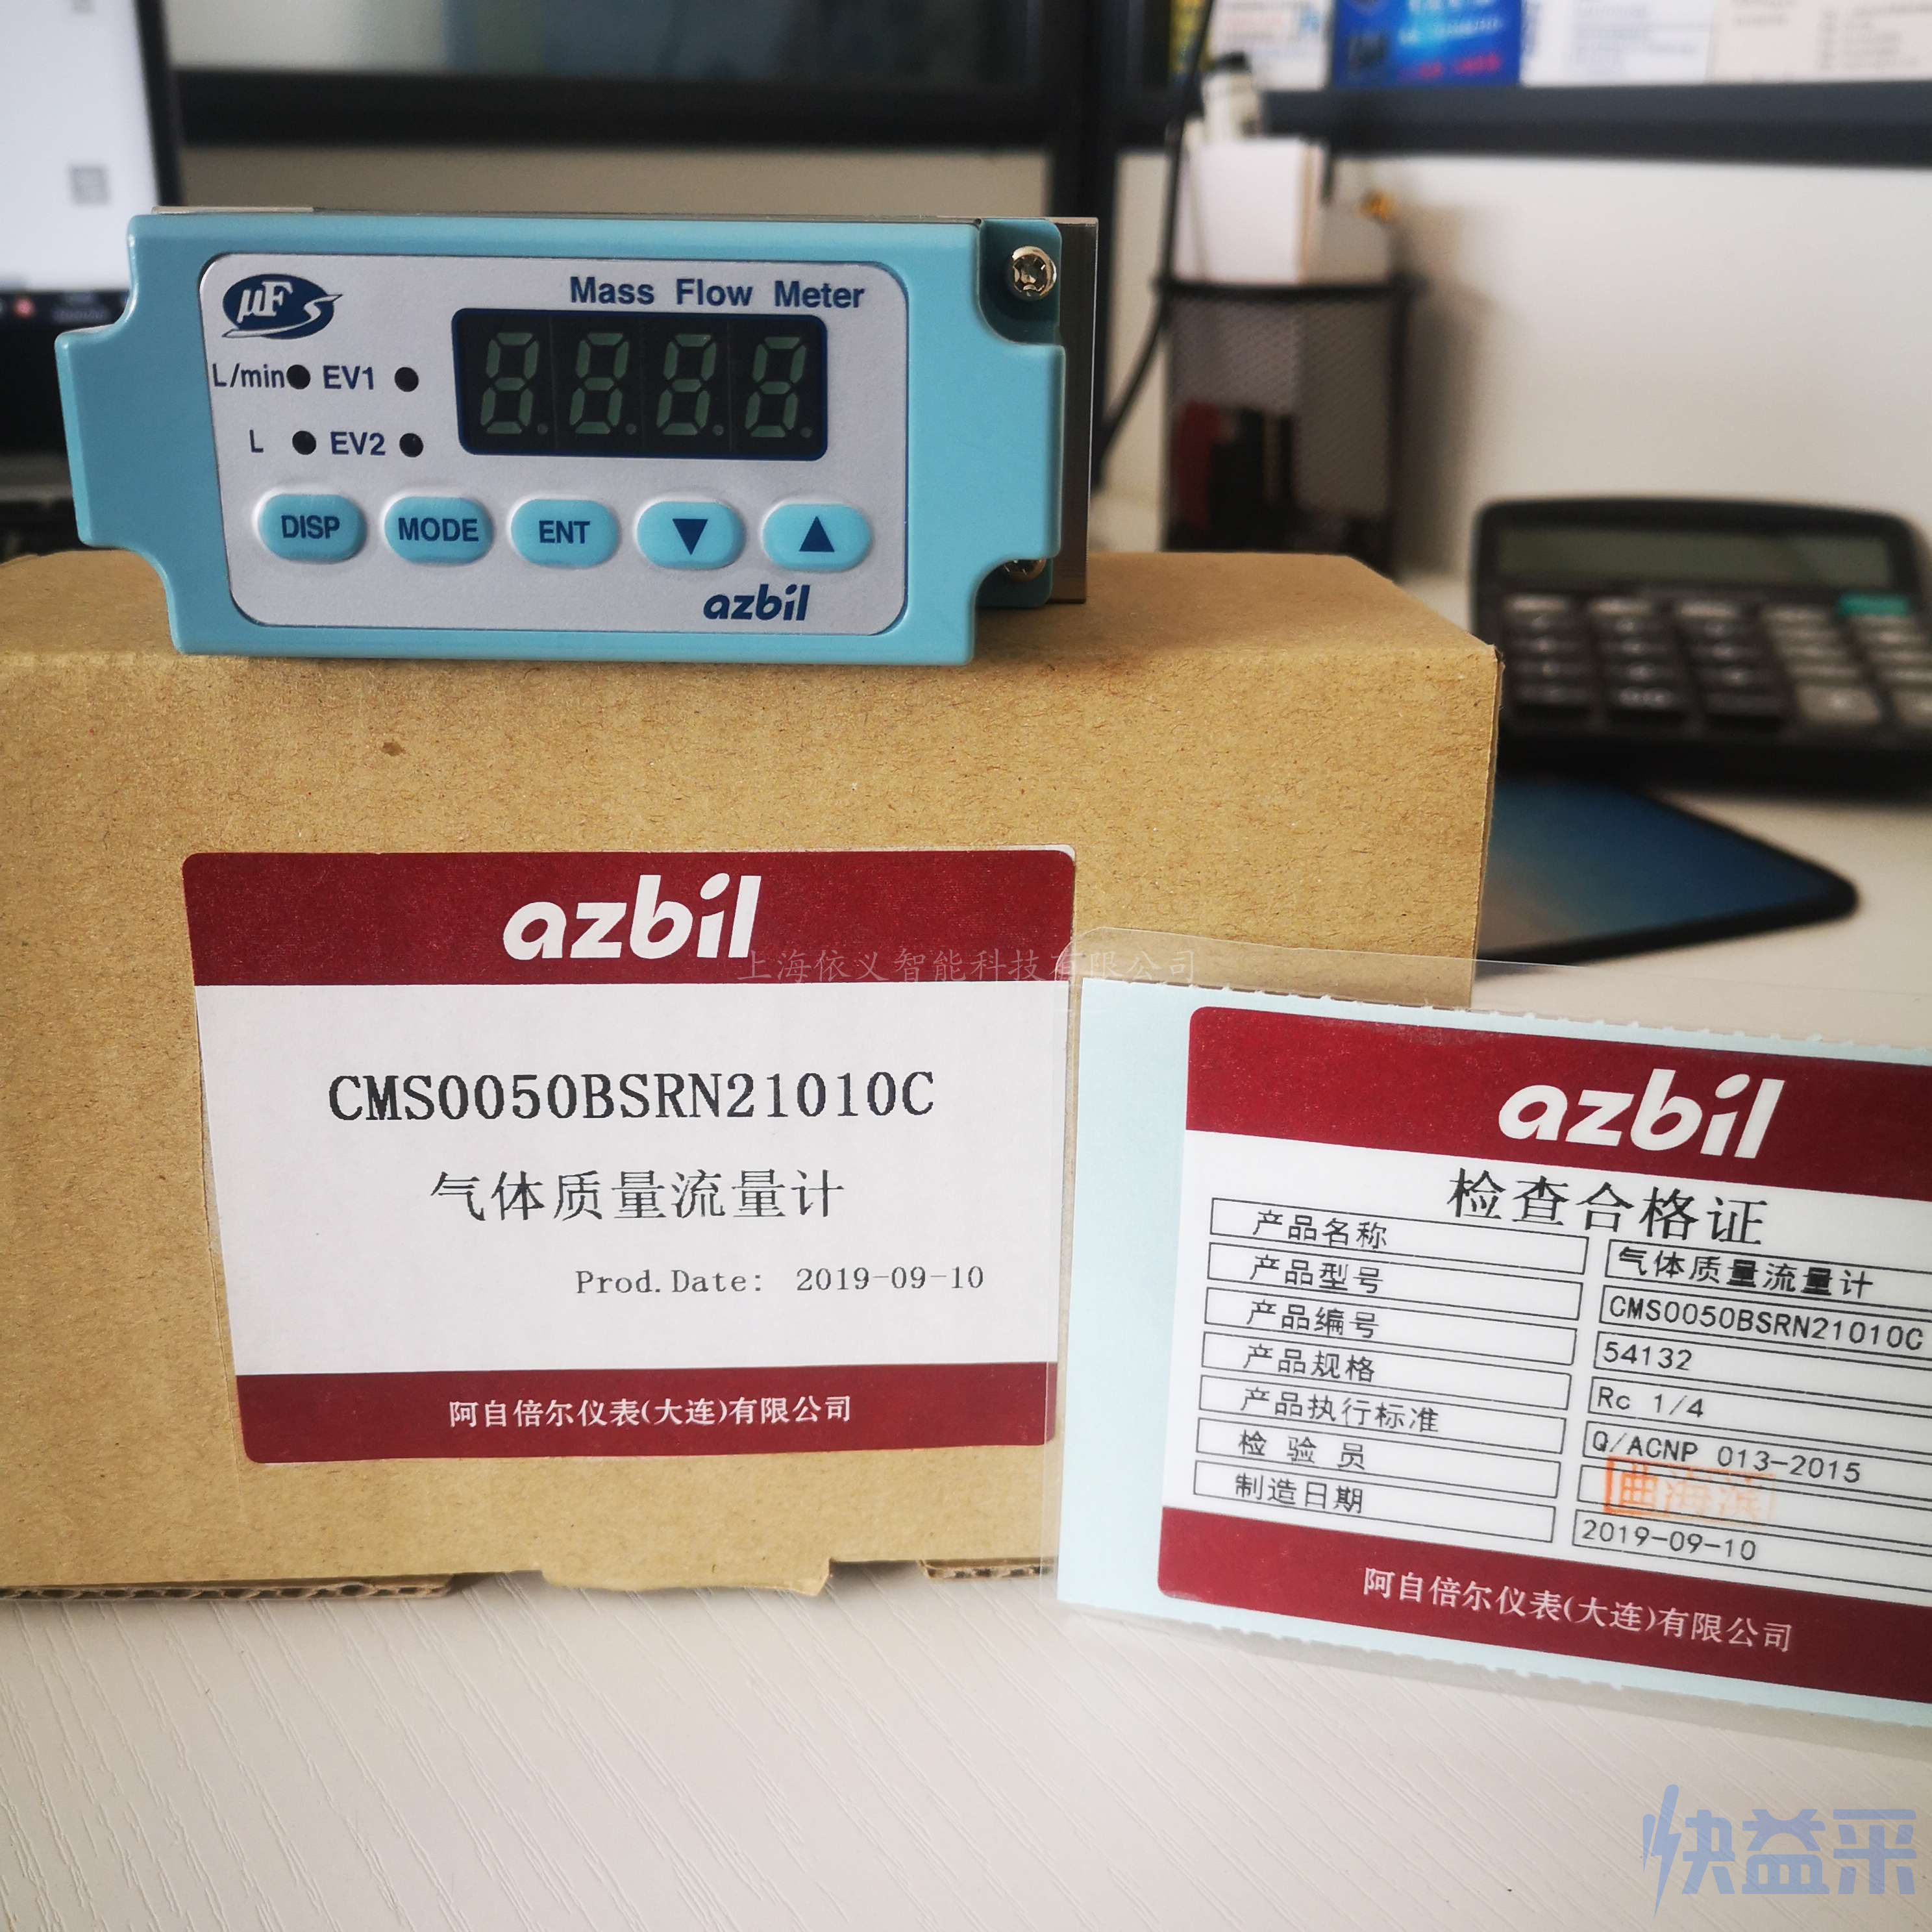 µF S
Mass Flow Meter
L/min EV1
L EV2
DISP MODE ENT ▼ ▲
azbil
azbil
上海依义智能科技有限公司
CMS0050BSRN21010C
气体质量流量计
Prod.Date: 2019-09-10
阿自倍尔仪表(大连)有限公司
azbil
检查合格证
产品名称 气体质量流量计
产品型号 CMS0050BSRN21010C
产品编号 54132
产品规格 Rc 1/4
产品执行标准 Q/ACNP 013-2015
检验员 曲海滨
制造日期 2019-09-10
阿自倍尔仪表(大连)有限公司
快益采